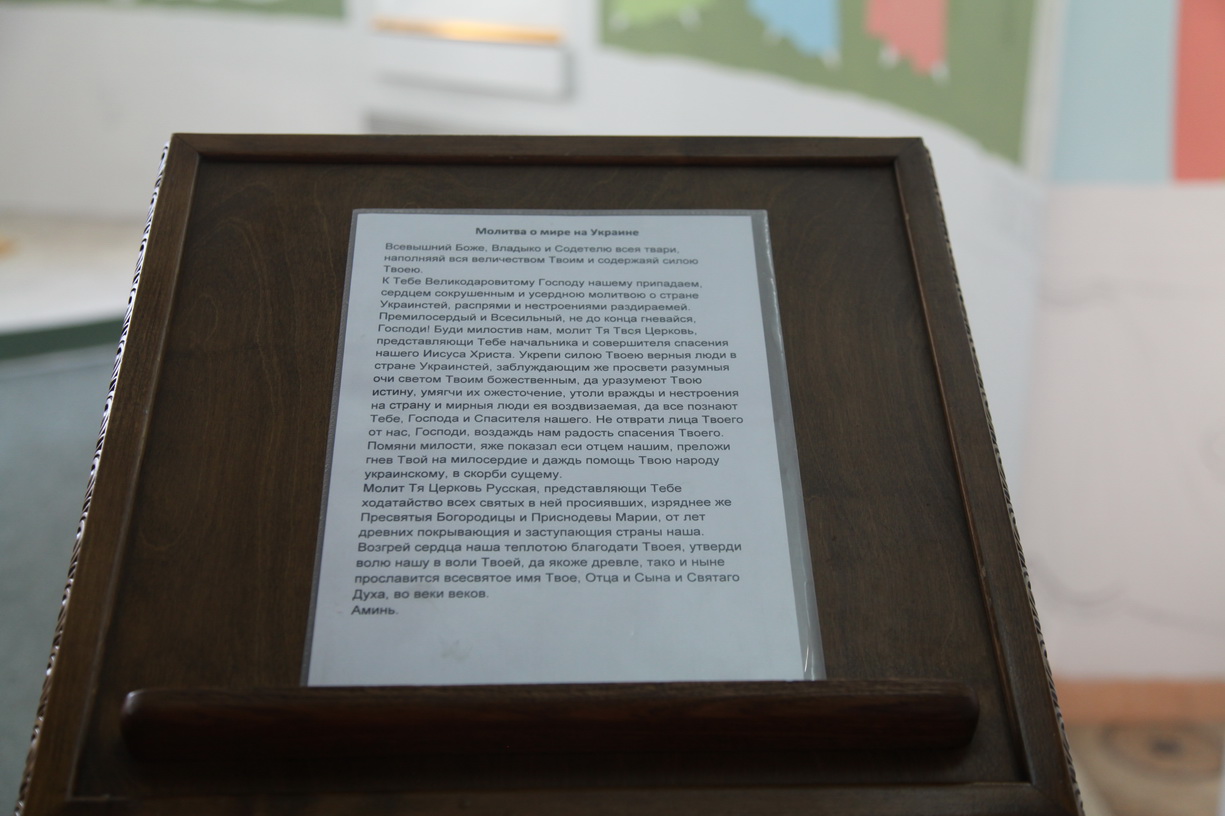 Молитва о мире на Украине
Всевышний Боже, Владыко и Содетелю всея твари,
наполняяй вся величеством Твоим и содержаяй силою
Твоею.
К Тебе Великодаровитому Господу нашему припадаем,
сердцем сокрушенным и усердною молитвою о стране
Украинстей, распрями и нестроениями раздираемей.
Премилосердый и Всесильный, не до конца гневайся,
Господи! Буди милостив нам, молит Тя Твся Церковь,
представляющи Тебе начальника и совершителя спасения
нашего Иисуса Христа. Укрепи силою Твоею верныя люди в
стране Украинстей, заблуждающим же просвети разумныя
очи светом Твоим божественным, да уразумеют Твою
истину, умягчи их ожесточение, утоли вражды и нестроения
на страну и мирныя люди ея воздвизаемая, да все познают
Тебе, Господа и Спасителя нашего. Не отврати лица Твоего
от нас, Господи, воздаждь нам радость спасения Твоего.
Помяни милости, яже показал еси отцем нашим, преложи
гнев Твой на милосердие и даждь помощь Твою народу
украинскому, в скорби сущему.
Молит Тя Церковь Русская, представляющи Тебе
ходатайство всех святых в ней просиявших, изряднее же
Пресвятыя Богородицы и Приснодевы Марии, от лет
древних покрывающия и заступающия страны наша.
Возгрей сердца наша теплотою благодати Твоея, утверди
волю нашу в воли Твоей, да якоже древле, тако и ныне
прославится всесвятое имя Твое, Отца и Сына и Святаго
Духа, во веки веков.
Аминь.